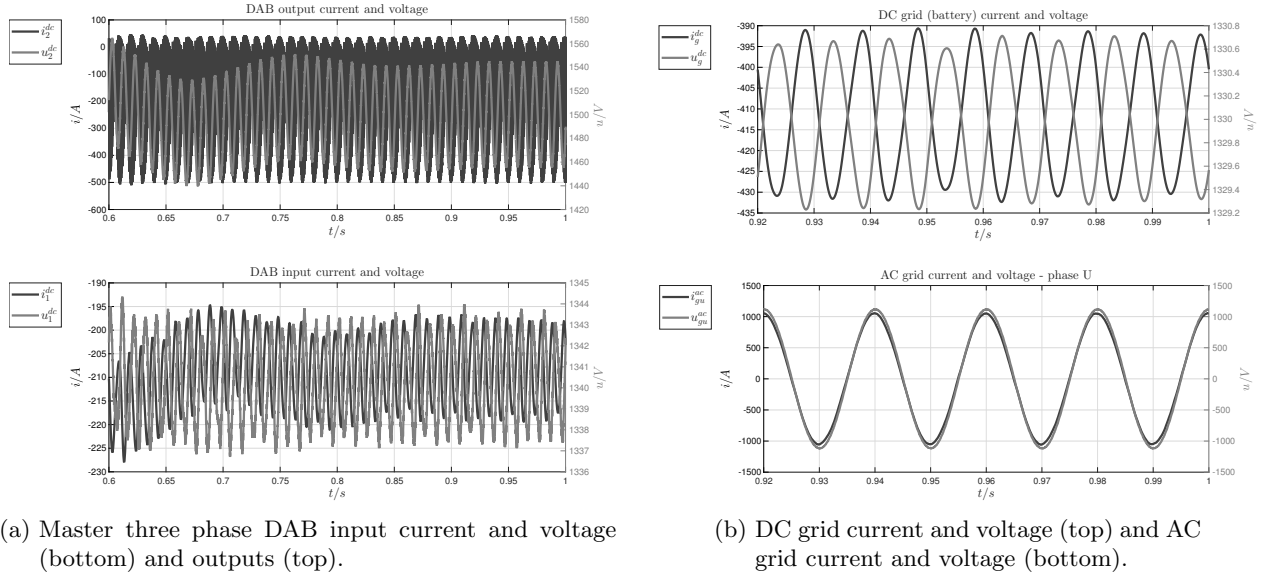 DAB output current and voltage
i_2^dc
u_2^dc
100
0
-100
-200
-300
-400
-500
-600
i/A
1580
1560
1540
1520
1500
1480
1460
1440
1420
u/V
0.6 0.65 0.7 0.75 0.8 0.85 0.9 0.95 1
t/s
DAB input current and voltage
i_1^dc
u_1^dc
-190
-195
-200
-205
-210
-215
-220
-225
-230
i/A
1345
1344
1343
1342
1341
1340
1339
1338
1337
1336
u/V
0.6 0.65 0.7 0.75 0.8 0.85 0.9 0.95 1
t/s
(a) Master three phase DAB input current and voltage
(bottom) and outputs (top).
DC grid (battery) current and voltage
i_g^dc
u_g^dc
-390
-395
-400
-405
-410
-415
-420
-425
-430
-435
i/A
1330.8
1330.6
1330.4
1330.2
1330
1329.8
1329.6
1329.4
1329.2
u/V
0.92 0.93 0.94 0.95 0.96 0.97 0.98 0.99 1
t/s
AC grid current and voltage - phase U
i_gu^ac
u_gu^ac
1500
1000
500
0
-500
-1000
-1500
i/A
1500
1000
500
0
-500
-1000
-1500
u/V
0.92 0.93 0.94 0.95 0.96 0.97 0.98 0.99 1
t/s
(b) DC grid current and voltage (top) and AC
grid current and voltage (bottom).